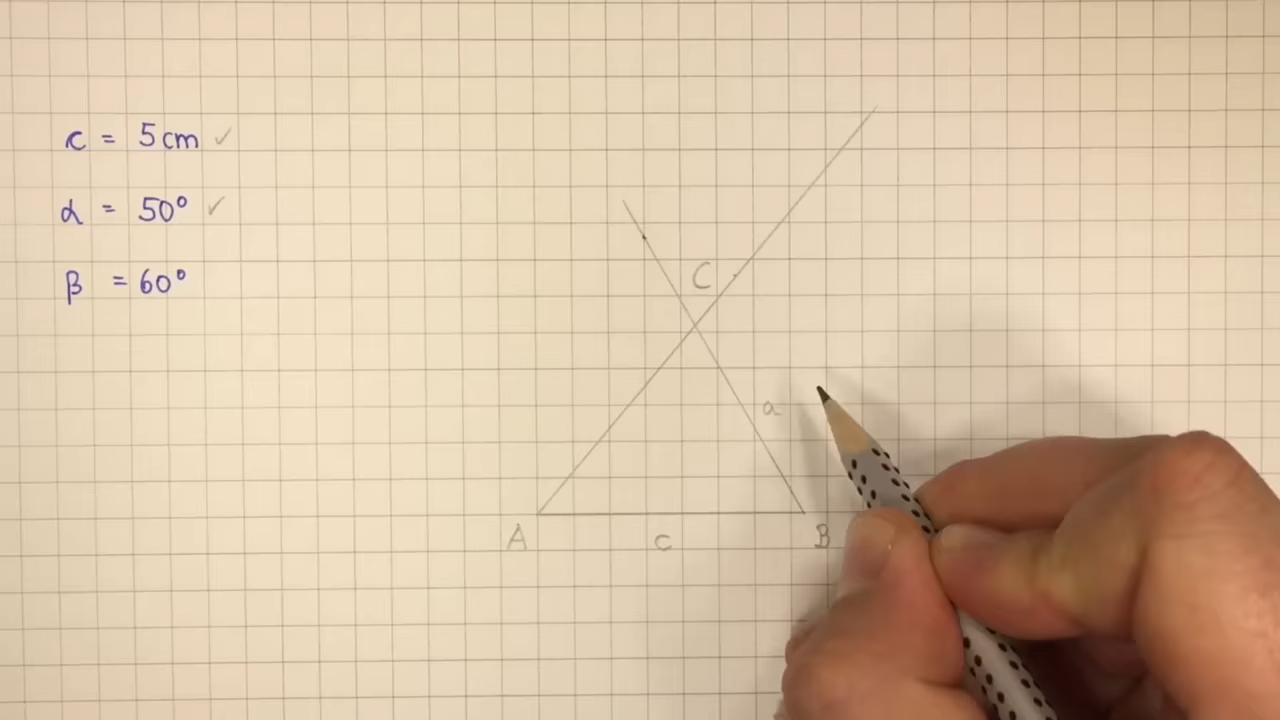 c = 5 cm ✓
α = 50° ✓
β = 60°
C
a
A
c
B